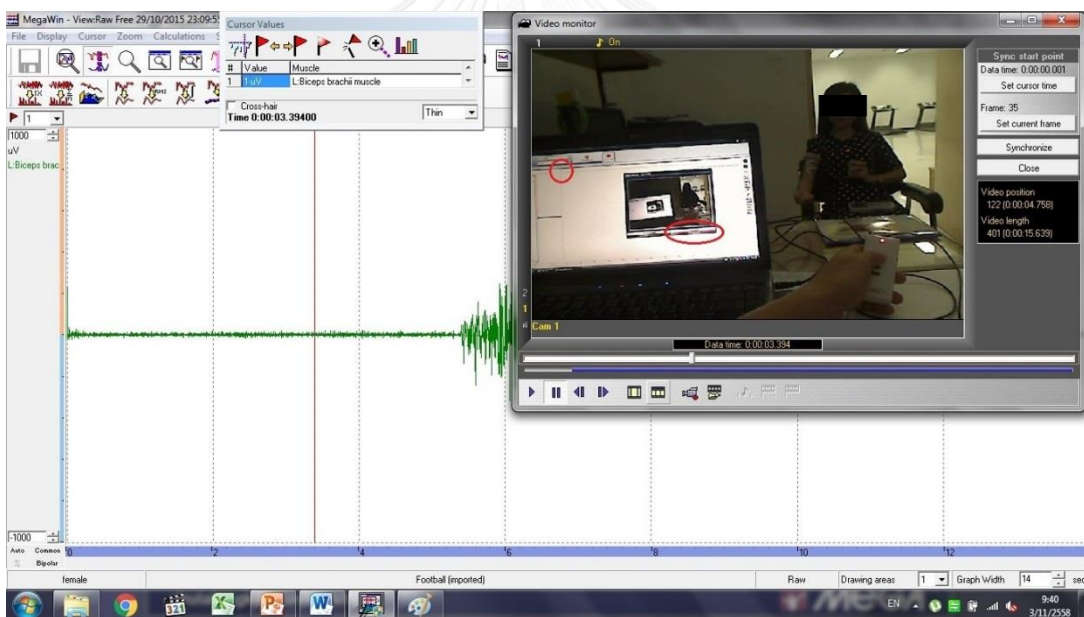 MegaWin - View:Raw Free 29/10/2015 23:09:55
File Display Cursor Zoom Calculations
1
1000
uV
L:Biceps brac
Cursor Values
# Value Muscle
1 1 uV L:Biceps brachii muscle
Cross-hair
Time 0:00:03.39400
Thin
Video monitor
1 On
Sync start point
Data time: 0:00:00.001
Set cursor time
Frame: 35
Set current frame
Synchronize
Close
Video position
122 (0:00:04.758)
Video length
401 (0:00:15.639)
2
1
Cam 1
Data time: 0:00:03.394
-1000
Auto Common
% Bipolar
0 2 4 6 8 10 12
female Football (imported) Raw Drawing areas 1 Graph Width 14 sec
321
EN
9:40
3/11/2558